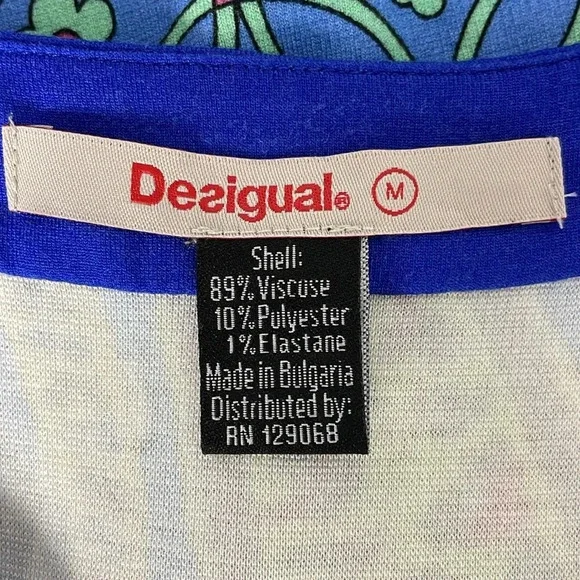 Desigual® M
Shell:
89% Viscose
10% Polyester
1% Elastane
Made in Bulgaria
Distributed by:
RN 129068